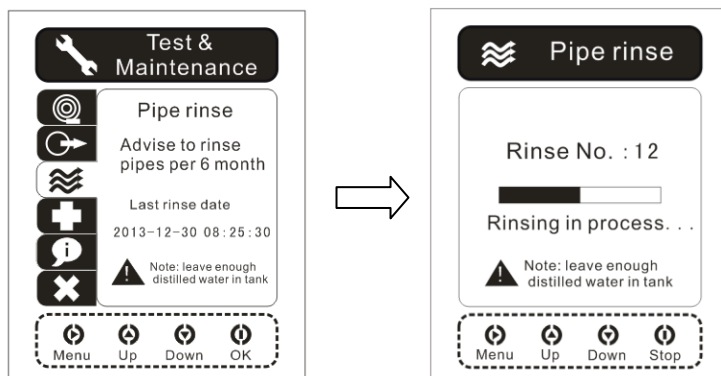 Test &
Maintenance
Pipe rinse
Advise to rinse
pipes per 6 month
Last rinse date
2013-12-30 08:25:30
Note: leave enough
distilled water in tank
Menu Up Down OK
Pipe rinse
Rinse No. : 12
Rinsing in process. . .
Note: leave enough
distilled water in tank
Menu Up Down Stop